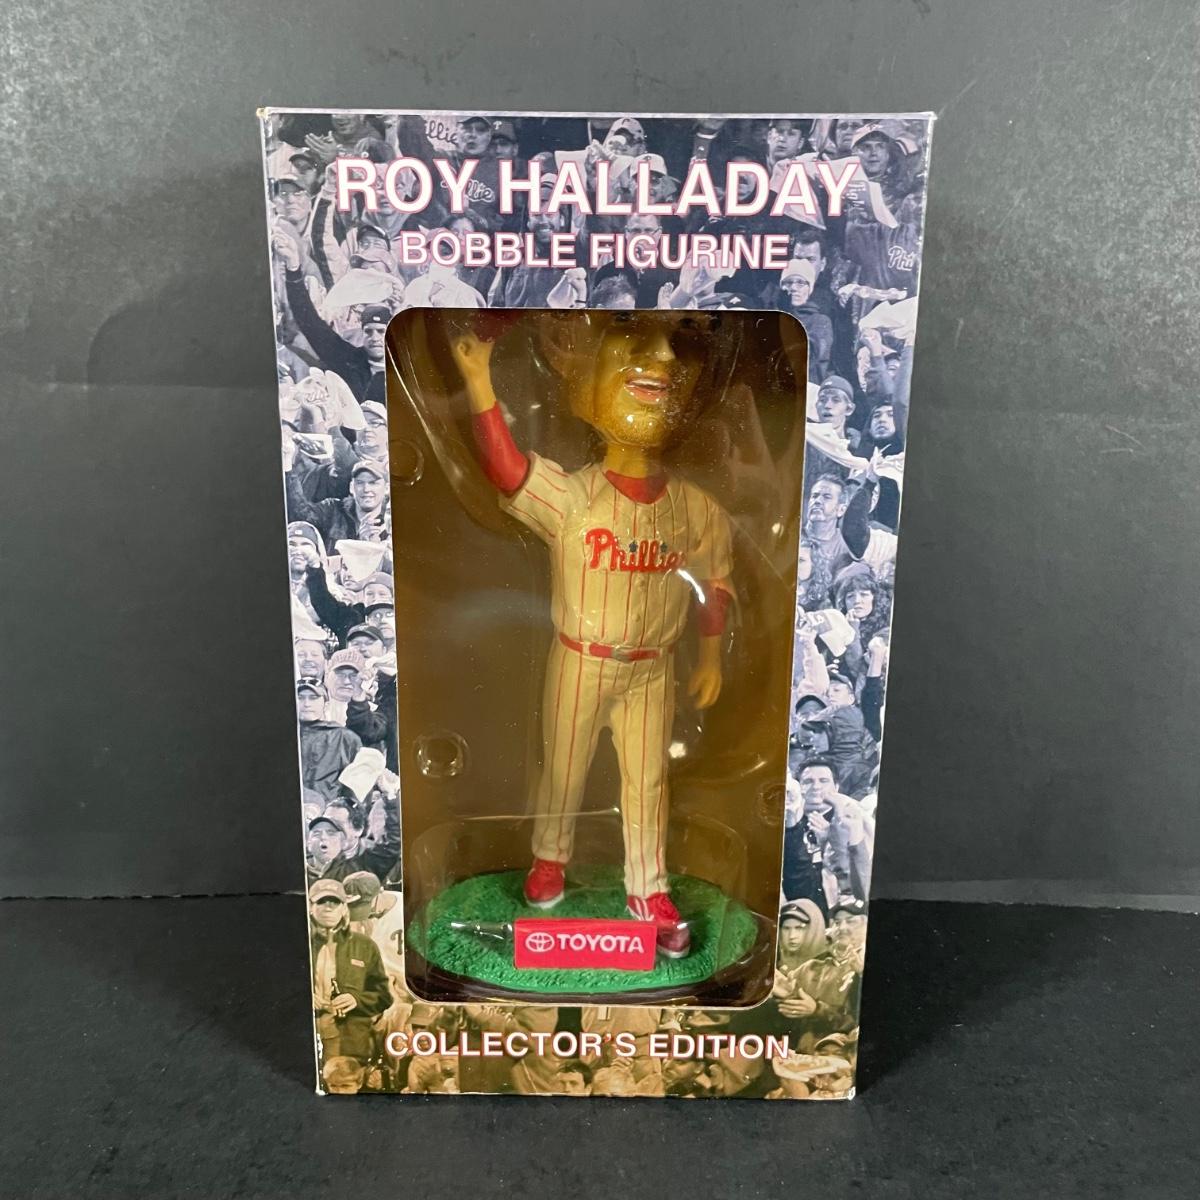 ROY HALLADAY
BOBBLE FIGURINE
Phillies
TOYOTA
COLLECTOR'S EDITION